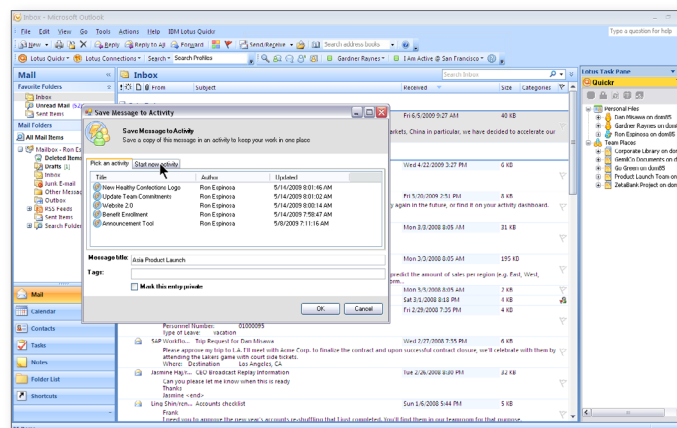 Inbox - Microsoft Outlook
File Edit View Go Tools Actions Help IBM Lotus Quickr
Type a question for help
New Reply Reply to All Forward Send/Receive Search address books
Lotus Quickr Lotus Connections Search Search Profiles Gardner Raynes I Am Active @ San Francisco
Mail
Favorite Folders
Inbox
Unread Mail
Sent Items
Mail Folders
All Mail Items
Mailbox - Ron Es
Deleted Items
Drafts [1]
Inbox
Junk E-mail
Other Messag
Outbox
RSS Feeds
Sent Items
Search Folder
Mail
Calendar
Contacts
Tasks
Notes
Folder List
Shortcuts
Inbox
Search Inbox
From Subject Received Size Categories
Fri 6/5/2009 9:27 AM 40 KB
arkets, China in particular, we have decided to accelerate our
Wed 4/22/2009 3:27 PM 6 KB
Fri 3/20/2009 2:51 PM 8 KB
y again in the future, or find it on your activity dashboard.
Mon 3/3/2008 8:05 AM 31 KB
Mon 3/3/2008 8:05 AM 195 KB
predict the amount of sales per region (e.g. East, West,
Mon 3/3/2008 8:05 AM 2 KB
Sat 3/1/2008 8:18 PM 4 KB
Fri 2/29/2008 7:35 PM 4 KB
Save Message to Activity
Save Message to Activity
Save a copy of this message in an activity to keep your work in one place
Pick an activity Start new activity
Title Author Updated
New Healthy Confections Logo Ron Espinosa 5/14/2009 8:01:46 AM
Update Team Commitments Ron Espinosa 5/14/2009 8:01:02 AM
Website 2.0 Ron Espinosa 5/14/2009 8:00:14 AM
Benefit Enrollment Ron Espinosa 5/14/2009 7:58:47 AM
Announcement Tool Ron Espinosa 5/8/2009 7:11:16 AM
Message title: Asia Product Launch
Tags:
Mark this entry private
OK Cancel
Personnel Number: 01000095
Type of Leave: Vacation
SAP Workflo... Trip Request for Dan Misawa Wed 2/27/2008 7:55 PM 6 KB
Please approve my trip to L.A. I'll meet with Acme Corp. to finalize the contract and upon successful contract closure, we'll celebrate with them by
attending the Lakers game with court side tickets.
Where: Destination Los Angeles, CA
Jasmine Hay... CEO Broadcast Replay Information Tue 2/26/2008 8:30 PM 32 KB
Can you please let me know when this is ready
Thanks
Jasmine <end>
Ling Shin/ren... Accounts checklist Sun 1/6/2008 5:44 PM 5 KB
Frank
I need you to approve the new year's accounts re-shuffling that I just completed. You'll find them in our teamroom for that purpose.
Lotus Task Pane
Quickr
Personal Files
Dan Misawa on dom85
Gardner Raynes on dom8
Ron Espinosa on dom85
Team Places
Corporate Library on dor
GemKCo Documents on d
Go Green on dom85
Product Launch Team on
ZetaBank Project on dom